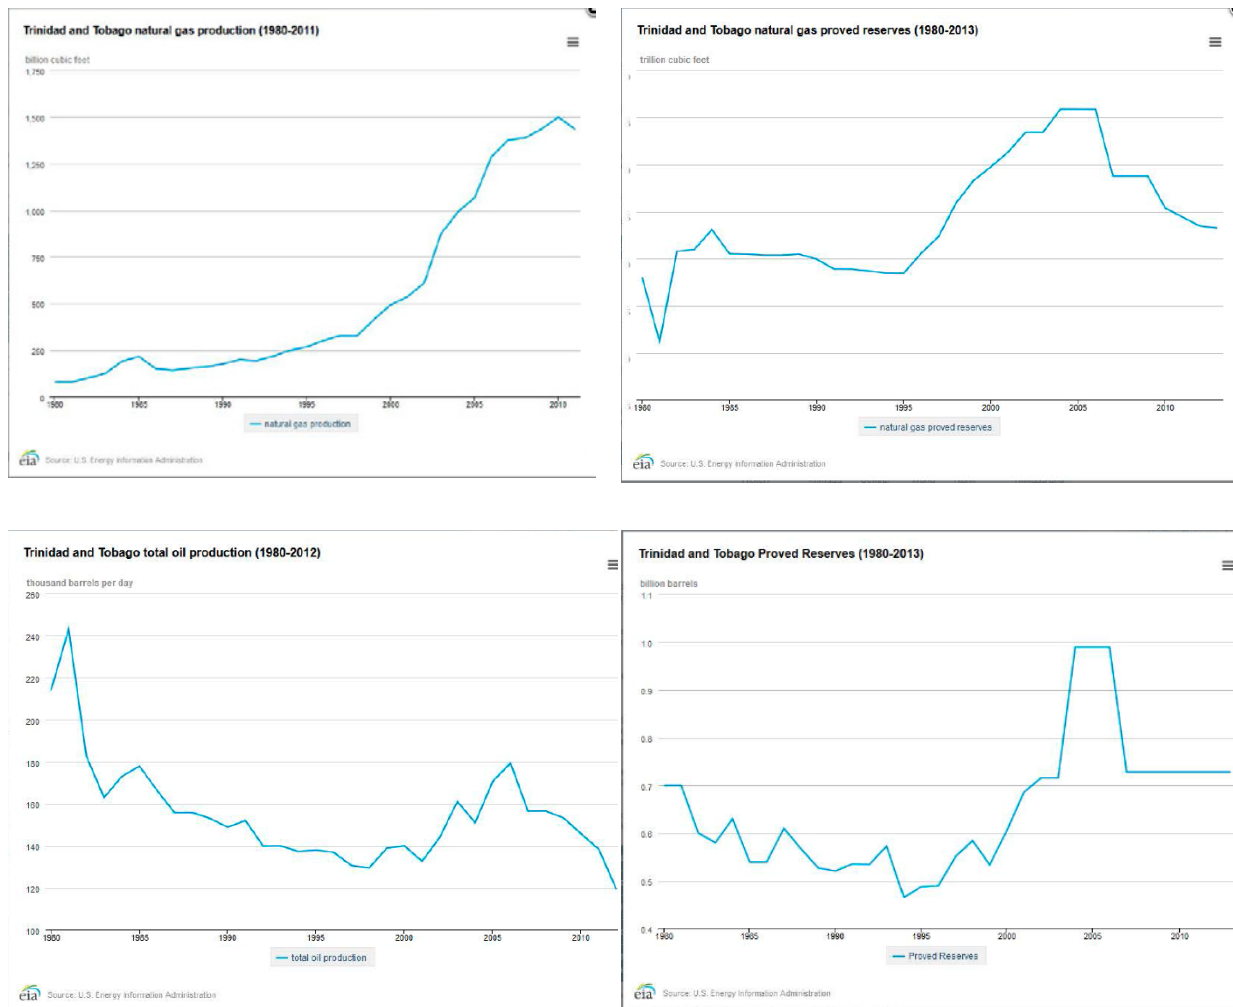 Trinidad and Tobago natural gas production (1980-2011)
billion cubic feet
1,750
1,500
1,250
1,000
750
500
250
0
1980 1985 1990 1995 2000 2005 2010
natural gas production
eia Source: U.S. Energy Information Administration
Trinidad and Tobago natural gas proved reserves (1980-2013)
trillion cubic feet
1980 1985 1990 1995 2000 2005 2010
natural gas proved reserves
eia Source: U.S. Energy Information Administration
Trinidad and Tobago total oil production (1980-2012)
thousand barrels per day
260
240
220
200
180
160
140
120
100
1980 1985 1990 1995 2000 2005 2010
total oil production
eia Source: U.S. Energy Information Administration
Trinidad and Tobago Proved Reserves (1980-2013)
billion barrels
1.1
1.0
0.9
0.8
0.7
0.6
0.5
0.4
1980 1985 1990 1995 2000 2005 2010
Proved Reserves
eia Source: U.S. Energy Information Administration